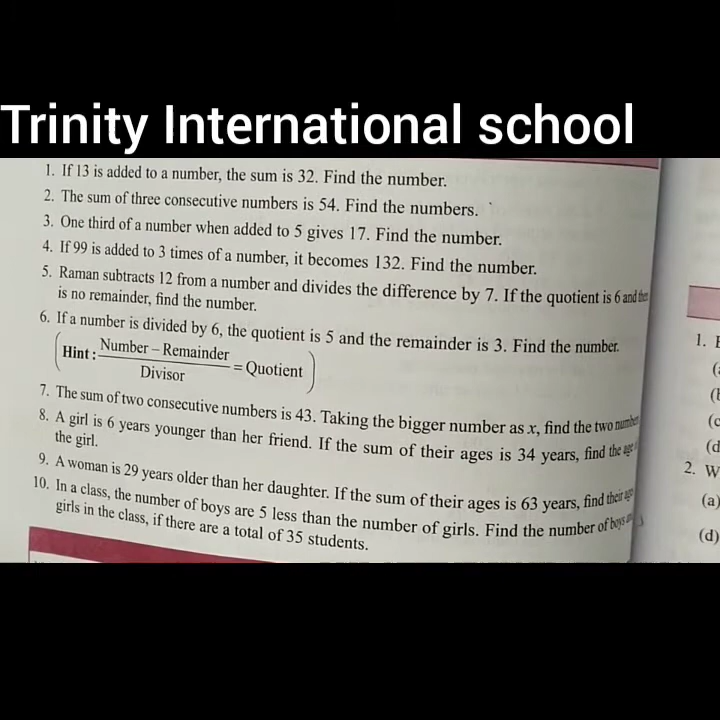 Trinity International school
1. If 13 is added to a number, the sum is 32. Find the number.
2. The sum of three consecutive numbers is 54. Find the numbers.
3. One third of a number when added to 5 gives 17. Find the number.
4. If 99 is added to 3 times of a number, it becomes 132. Find the number.
5. Raman subtracts 12 from a number and divides the difference by 7. If the quotient is 6 and there
is no remainder, find the number.
6. If a number is divided by 6, the quotient is 5 and the remainder is 3. Find the number.
(Hint : Number – Remainder
Divisor
= Quotient)
7. The sum of two consecutive numbers is 43. Taking the bigger number as x, find the two
8. A girl is 6 years younger than her friend. If the sum of their ages is 34 years, find the age
the girl.
9. A woman is 29 years older than her daughter. If the sum of their ages is 63 years, find their
10. In a class, the number of boys are 5 less than the number of girls. Find the number of boys
girls in the class, if there are a total of 35 students.
1.
2. W
(a)
(d)